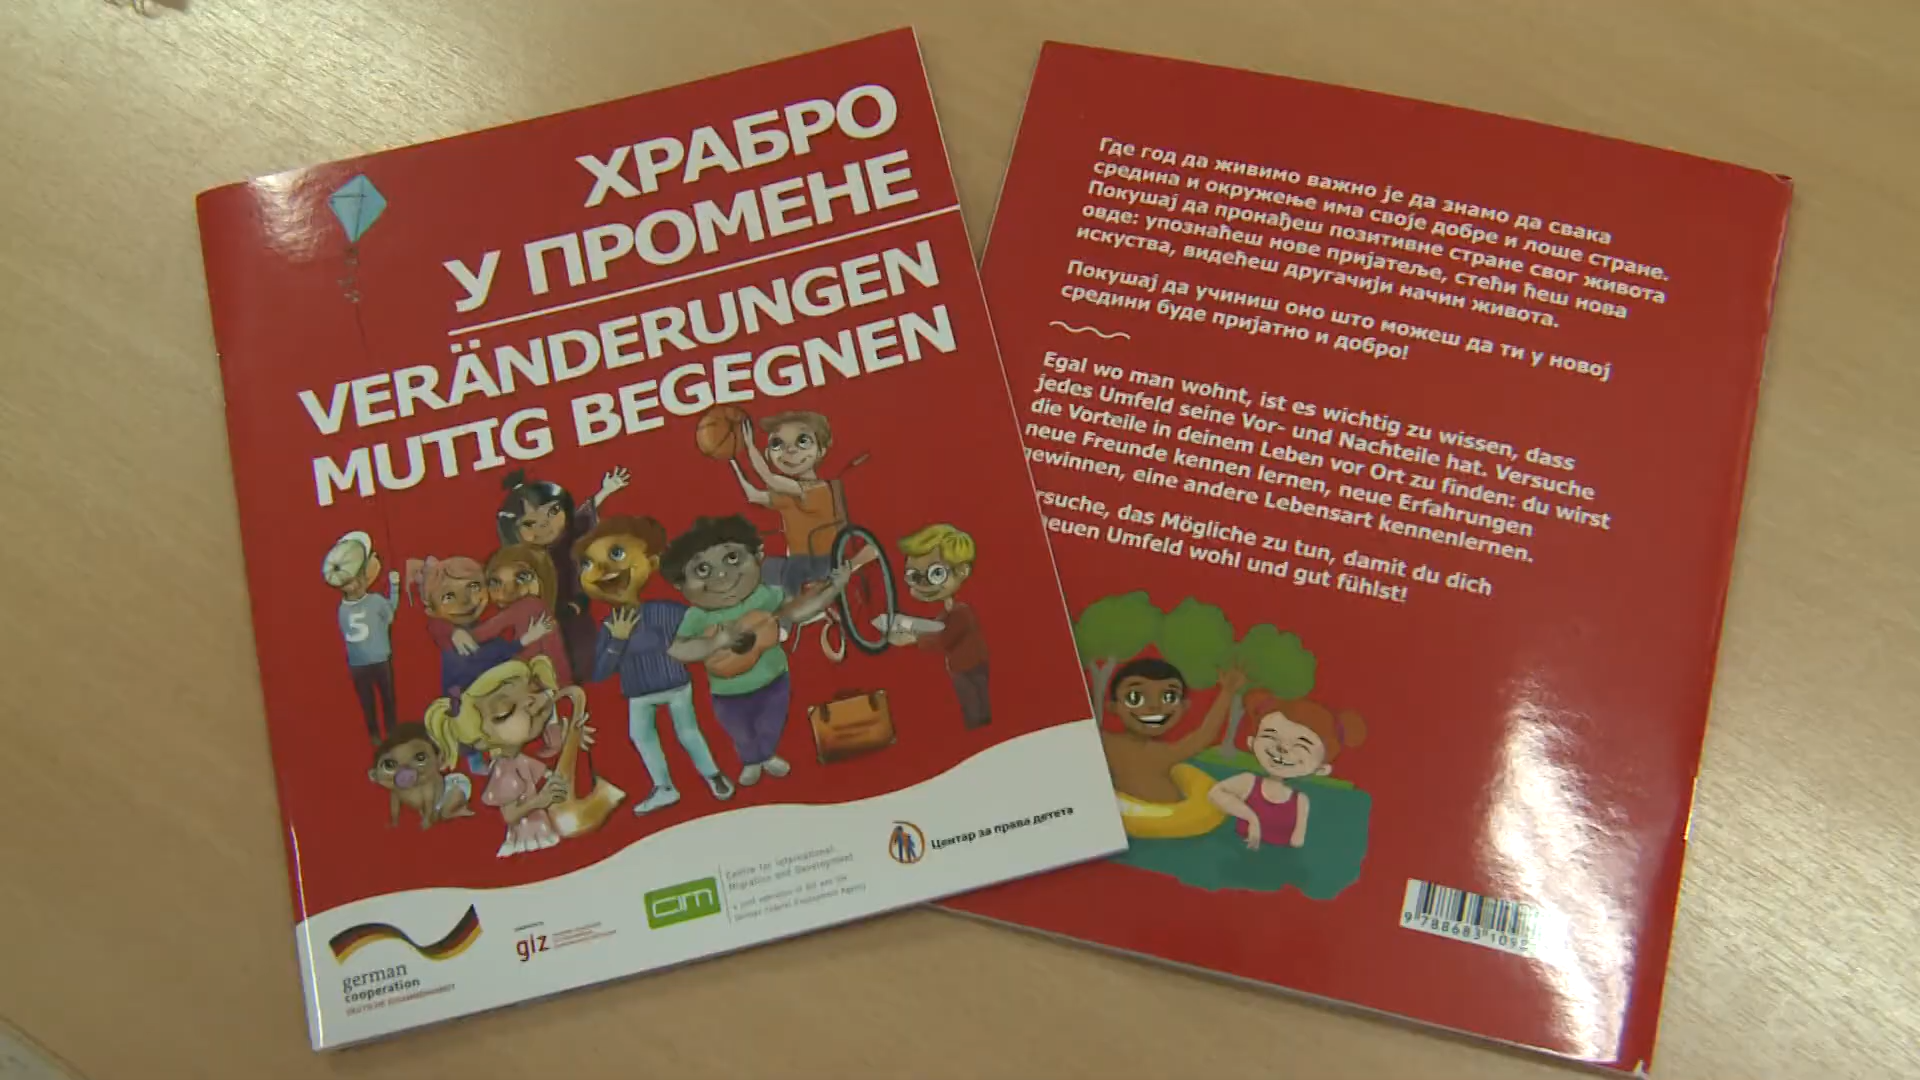 ХРАБРО
У ПРОМЕНЕ
VERÄNDERUNGEN
MUTIG BEGEGNEN
5
german
cooperation
giz
cim
Centre for International
Migration and Development
Центар за права детета
Где год да живимо важно је да знамо да свака
средина и окружење има своје добре и лоше стране.
Покушај да пронађеш позитивне стране свог живота
овде: упознаћеш нове пријатеље, стећи ћеш нова
искуства, видећеш другачији начин живота.
Покушај да учиниш оно што можеш да ти у новој
средини буде пријатно и добро!
Egal wo man wohnt, ist es wichtig zu wissen, dass
jedes Umfeld seine Vor- und Nachteile hat. Versuche
die Vorteile in deinem Leben vor Ort zu finden: du wirst
neue Freunde kennen lernen, neue Erfahrungen
gewinnen, eine andere Lebensart kennenlernen.
rsuche, das Mögliche zu tun, damit du dich
euen Umfeld wohl und gut fühlst!
9 788683 109